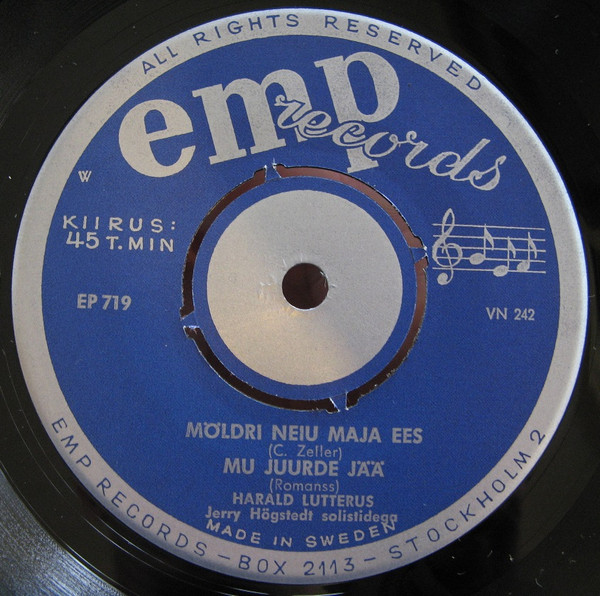 ALL RIGHTS RESERVED
emp
records
W
KIIRUS:
45 T. MIN
EP 719
VN 242
MÖLDRI NEIU MAJA EES
(C. Zeller)
MU JUURDE JÄÄ
(Romanss)
HARALD LUTTERUS
Jerry Högstedt solistidega
MADE IN SWEDEN
EMP RECORDS – BOX 2113 – STOCKHOLM 2